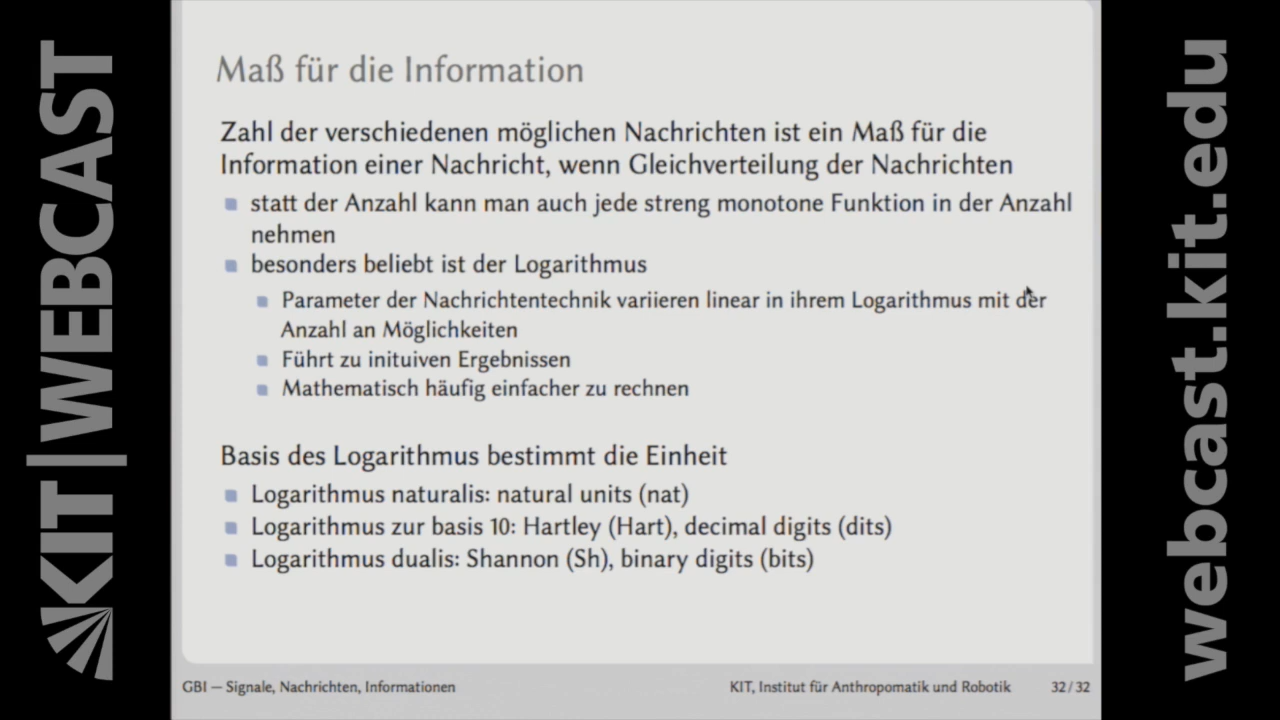 KIT|WEBCAST
Maß für die Information
Zahl der verschiedenen möglichen Nachrichten ist ein Maß für die
Information einer Nachricht, wenn Gleichverteilung der Nachrichten
statt der Anzahl kann man auch jede streng monotone Funktion in der Anzahl
nehmen
besonders beliebt ist der Logarithmus
Parameter der Nachrichtentechnik variieren linear in ihrem Logarithmus mit der
Anzahl an Möglichkeiten
Führt zu inituiven Ergebnissen
Mathematisch häufig einfacher zu rechnen
Basis des Logarithmus bestimmt die Einheit
Logarithmus naturalis: natural units (nat)
Logarithmus zur basis 10: Hartley (Hart), decimal digits (dits)
Logarithmus dualis: Shannon (Sh), binary digits (bits)
GBI — Signale, Nachrichten, Informationen
KIT, Institut für Anthropomatik und Robotik
32/32
webcast.kit.edu